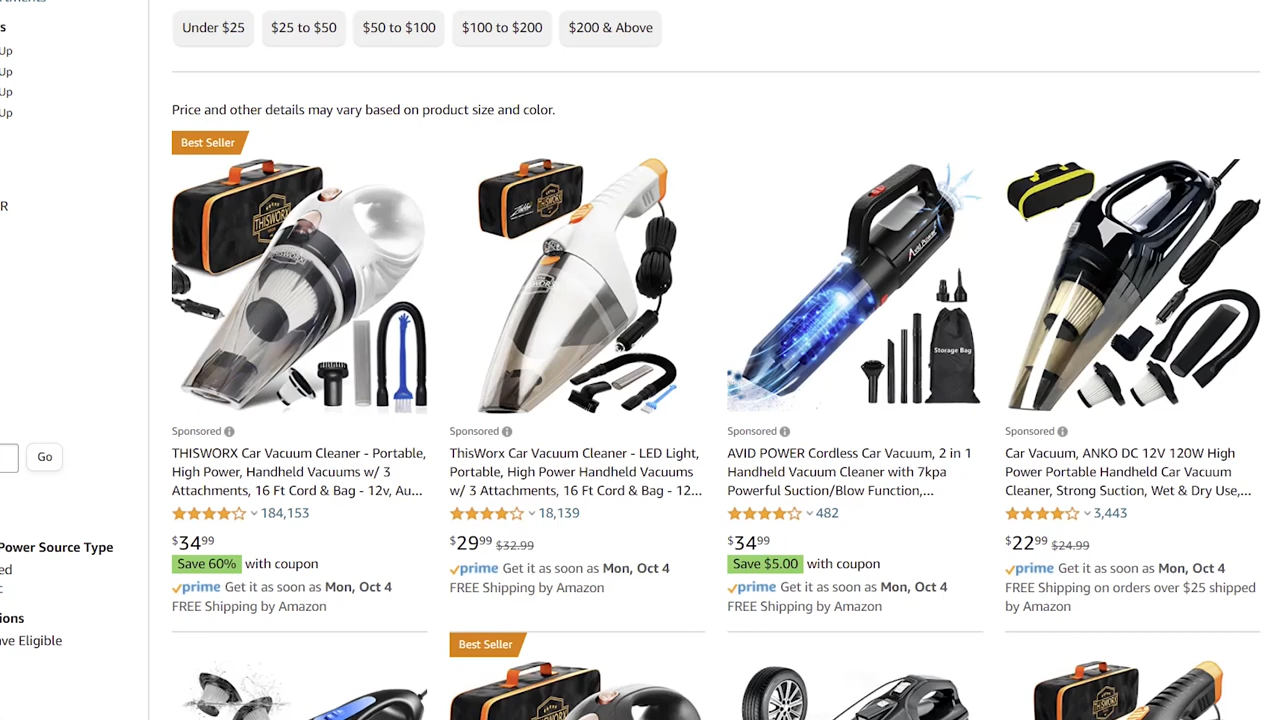 Under $25
$25 to $50
$50 to $100
$100 to $200
$200 & Above
Up
Up
Up
Up
R
Go
Power Source Type
ed
ions
ave Eligible
Price and other details may vary based on product size and color.
Best Seller
THISWORX
Sponsored
THISWORX Car Vacuum Cleaner - Portable,
High Power, Handheld Vacuums w/ 3
Attachments, 16 Ft Cord & Bag - 12v, Au...
184,153
$34⁹⁹
Save 60% with coupon
prime Get it as soon as Mon, Oct 4
FREE Shipping by Amazon
Sponsored
ThisWorx Car Vacuum Cleaner - LED Light,
Portable, High Power Handheld Vacuums
w/ 3 Attachments, 16 Ft Cord & Bag - 12...
18,139
$29⁹⁹ $32.99
prime Get it as soon as Mon, Oct 4
FREE Shipping by Amazon
Avid Power
Storage Bag
Sponsored
AVID POWER Cordless Car Vacuum, 2 in 1
Handheld Vacuum Cleaner with 7kpa
Powerful Suction/Blow Function,...
482
$34⁹⁹
Save $5.00 with coupon
prime Get it as soon as Mon, Oct 4
FREE Shipping by Amazon
Sponsored
Car Vacuum, ANKO DC 12V 120W High
Power Portable Handheld Car Vacuum
Cleaner, Strong Suction, Wet & Dry Use,...
3,443
$22⁹⁹ $24.99
prime Get it as soon as Mon, Oct 4
FREE Shipping on orders over $25 shipped
by Amazon
Best Seller